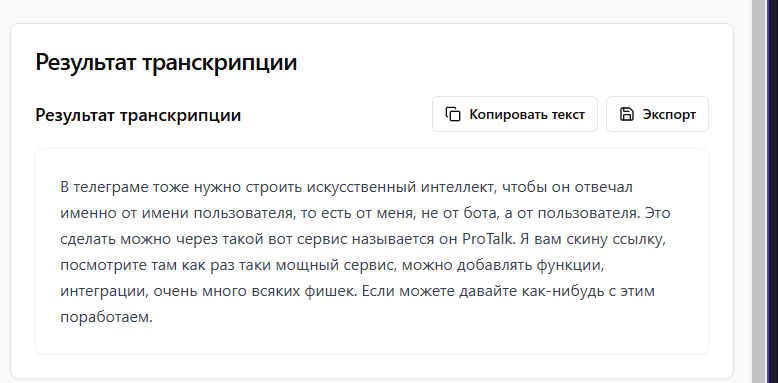 Результат транскрипции
Результат транскрипции
Копировать текст
Экспорт
В телеграме тоже нужно строить искусственный интеллект, чтобы он отвечал
именно от имени пользователя, то есть от меня, не от бота, а от пользователя. Это
сделать можно через такой вот сервис называется он ProTalk. Я вам скину ссылку,
посмотрите там как раз таки мощный сервис, можно добавлять функции,
интеграции, очень много всяких фишек. Если можете давайте как-нибудь с этим
поработаем.